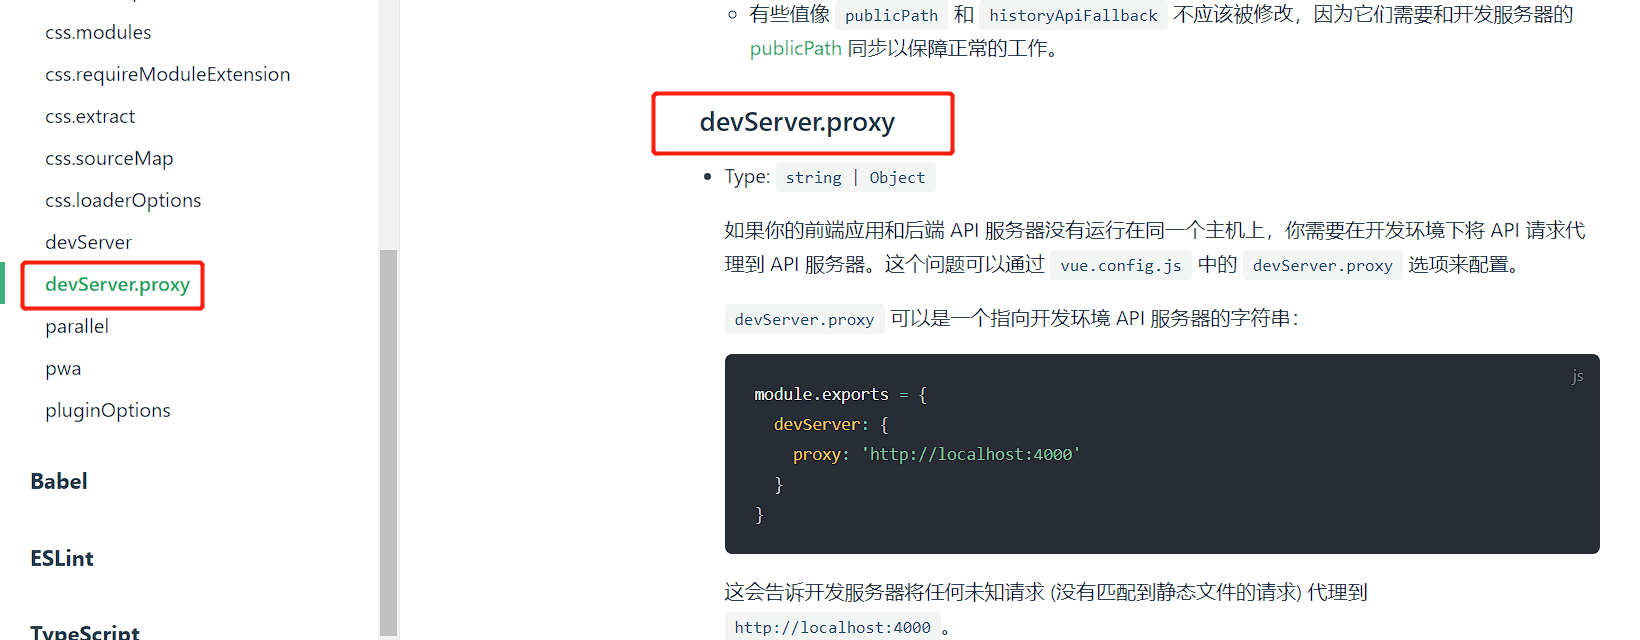 css.modules
css.requireModuleExtension
css.extract
css.sourceMap
css.loaderOptions
devServer
devServer.proxy
parallel
pwa
pluginOptions
Babel
ESLint
TypeScript
有些值像 publicPath 和 historyApiFallback 不应该被修改，因为它们需要和开发服务器的
publicPath 同步以保障正常的工作。
devServer.proxy
Type: string | Object
如果你的前端应用和后端 API 服务器没有运行在同一个主机上，你需要在开发环境下将 API 请求代
理到 API 服务器。这个问题可以通过 vue.config.js 中的 devServer.proxy 选项来配置。
devServer.proxy 可以是一个指向开发环境 API 服务器的字符串：
js
module.exports = {
devServer: {
proxy: 'http://localhost:4000'
}
}
这会告诉开发服务器将任何未知请求 (没有匹配到静态文件的请求) 代理到
http://localhost:4000 。